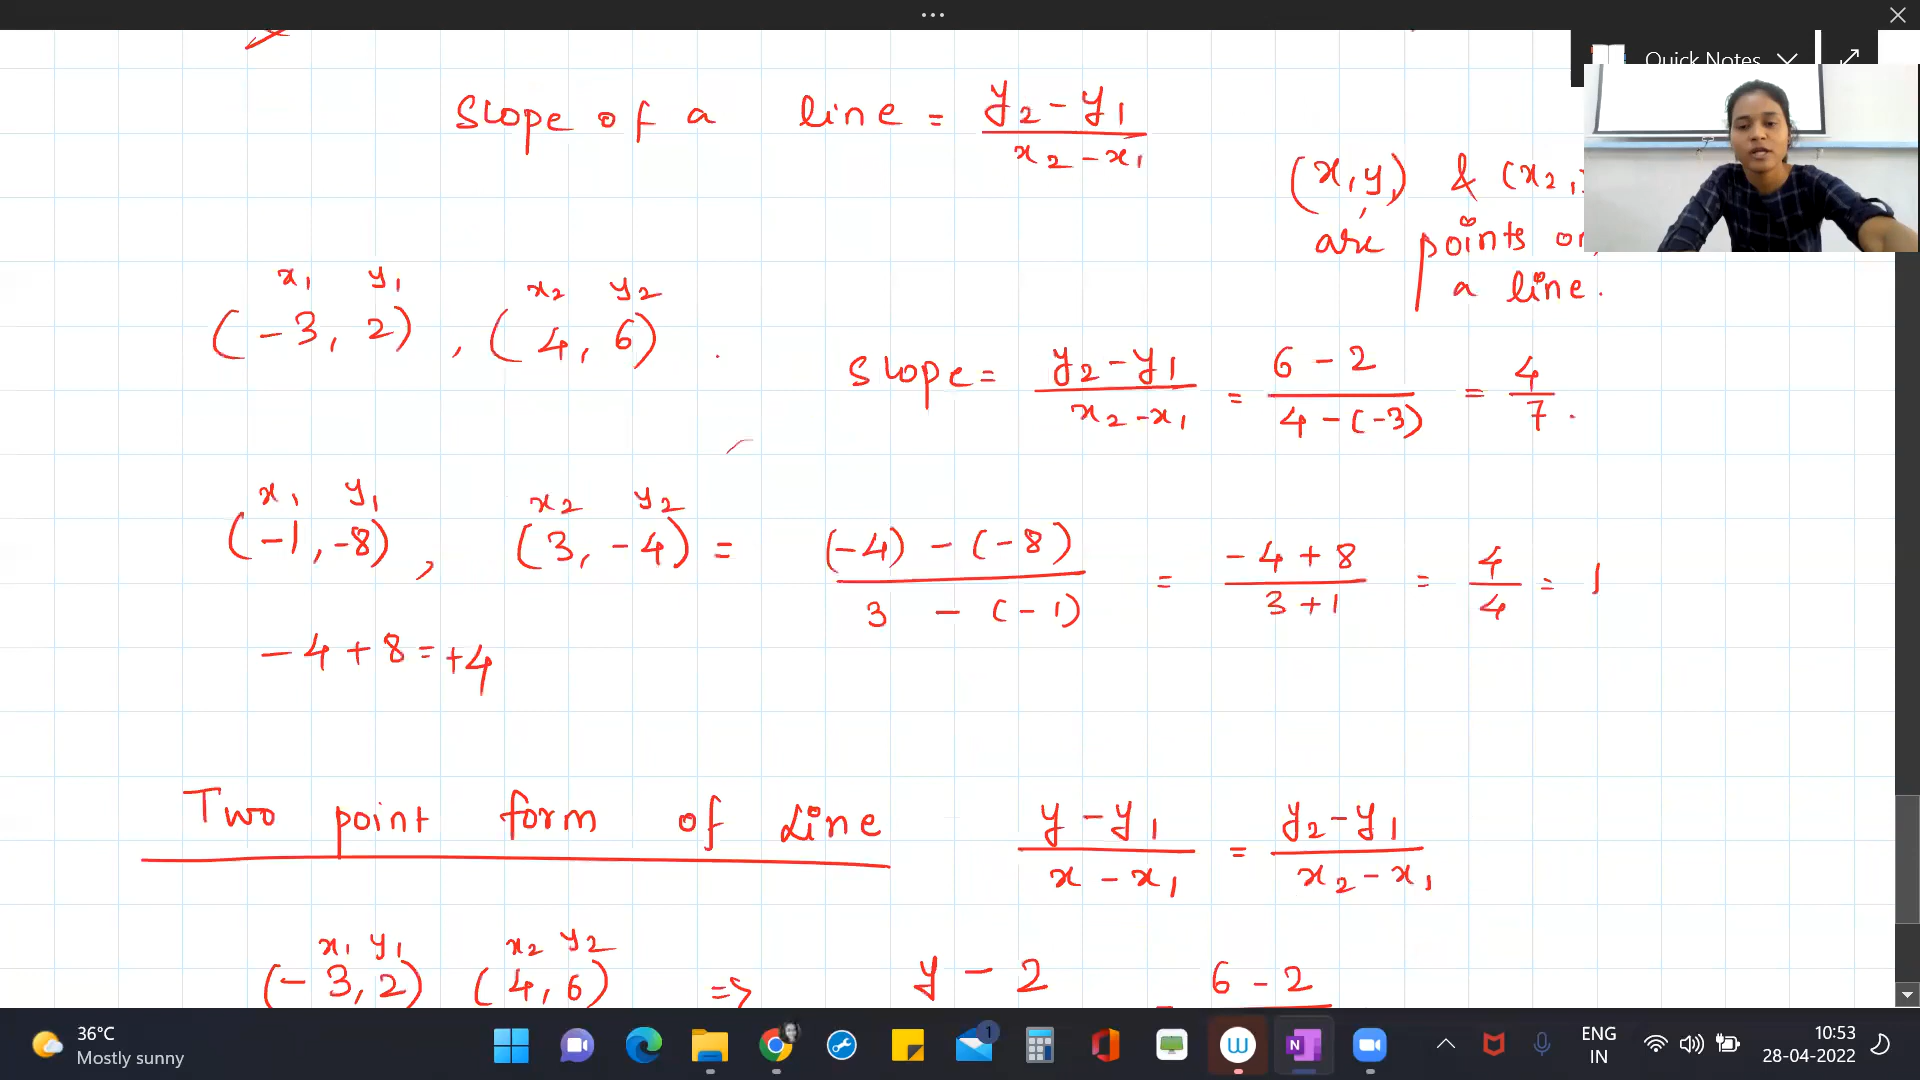 Quick Notes
Slope of a line = y₂ - y₁ / x₂ - x₁
(x₁, y₁) & (x₂,
are points on
a line.
x₁ y₁ x₂ y₂
(-3, 2), (4, 6).
Slope = y₂ - y₁ / x₂ - x₁ = 6 - 2 / 4 - (-3) = 4 / 7.
x₁ y₁ x₂ y₂
(-1, -8), (3, -4) = (-4) - (-8) / 3 - (-1) = -4 + 8 / 3 + 1 = 4 / 4 = 1
-4 + 8 = +4
Two point form of Line y - y₁ / x - x₁ = y₂ - y₁ / x₂ - x₁
x₁ y₁ x₂ y₂
(-3, 2) (4, 6) => y - 2 = 6 - 2
36°C
Mostly sunny
1
ENG
IN
10:53
28-04-2022